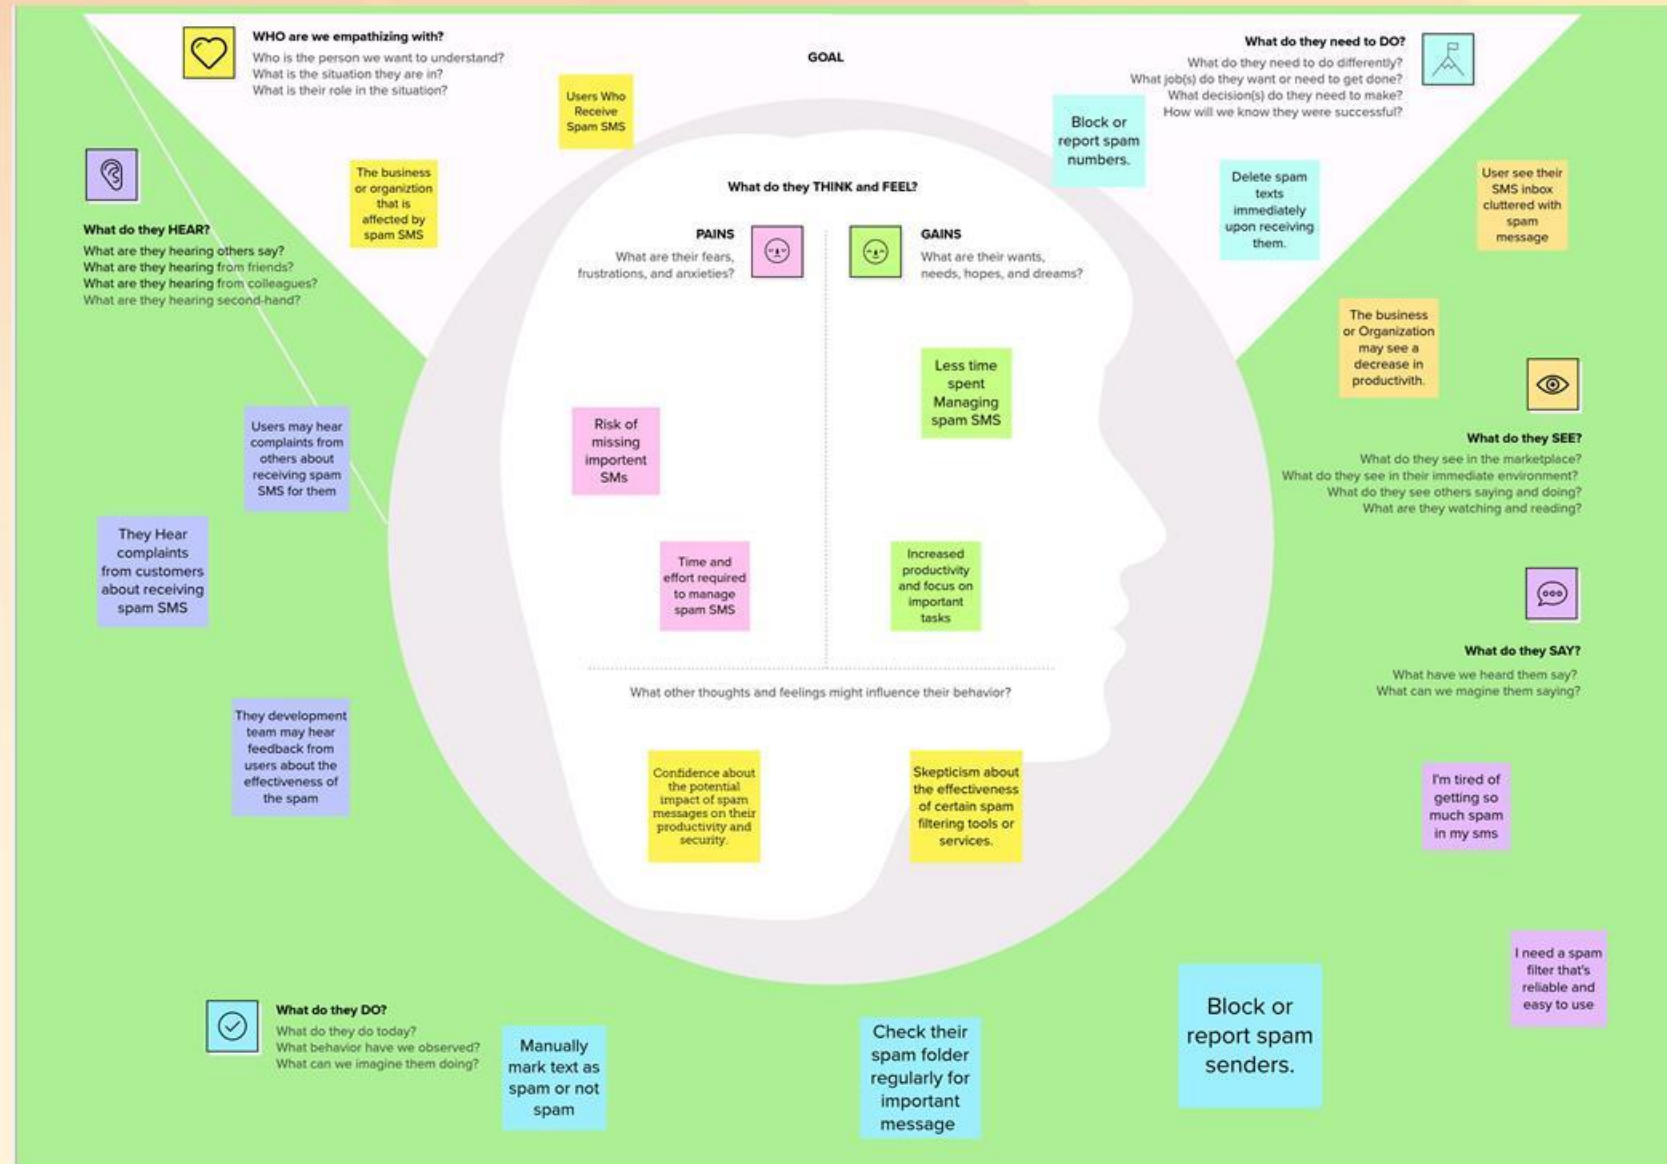 WHO are we empathizing with?
Who is the person we want to understand?
What is the situation they are in?
What is their role in the situation?
Users Who
Receive
Spam SMS
The business
or organiztion
that is
affected by
spam SMS
GOAL
What do they need to DO?
What do they need to do differently?
What job(s) do they want or need to get done?
What decision(s) do they need to make?
How will we know they were successful?
Block or
report spam
numbers.
Delete spam
texts
immediately
upon receiving
them.
User see their
SMS inbox
cluttered with
spam
message
The business
or Organization
may see a
decrease in
productivith.
What do they SEE?
What do they see in the marketplace?
What do they see in their immediate environment?
What do they see others saying and doing?
What are they watching and reading?
What do they HEAR?
What are they hearing others say?
What are they hearing from friends?
What are they hearing from colleagues?
What are they hearing second-hand?
Users may hear
complaints from
others about
receiving spam
SMS for them
They Hear
complaints
from customers
about receiving
spam SMS
They development
team may hear
feedback from
users about the
effectiveness of
the spam
What do they THINK and FEEL?
PAINS
What are their fears,
frustrations, and anxieties?
GAINS
What are their wants,
needs, hopes, and dreams?
Risk of
missing
importent
SMs
Time and
effort required
to manage
spam SMS
Less time
spent
Managing
spam SMS
Increased
productivity
and focus on
important
tasks
What other thoughts and feelings might influence their behavior?
Confidence about
the potential
impact of spam
messages on their
productivity and
security.
Skepticism about
the effectiveness
of certain spam
filtering tools or
services.
What do they SAY?
What have we heard them say?
What can we magine them saying?
I'm tired of
getting so
much spam
in my sms
I need a spam
filter that's
reliable and
easy to use
What do they DO?
What do they do today?
What behavior have we observed?
What can we imagine them doing?
Manually
mark text as
spam or not
spam
Check their
spam folder
regularly for
important
message
Block or
report spam
senders.